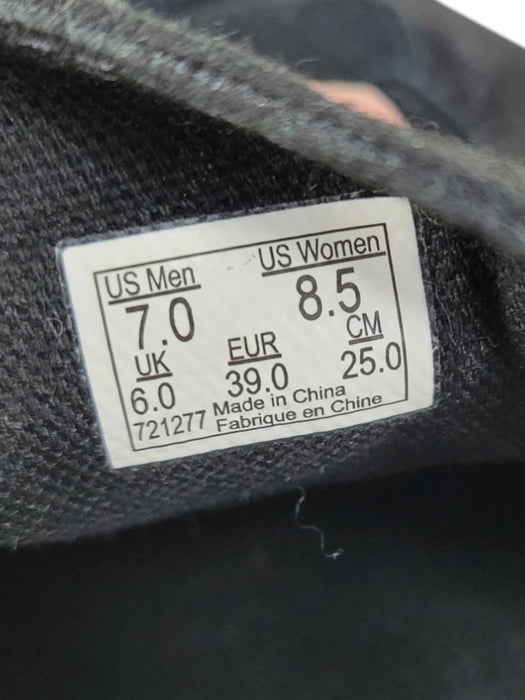 US Men US Women
7.0 8.5
UK EUR CM
6.0 39.0 25.0
721277 Made in China
Fabrique en Chine